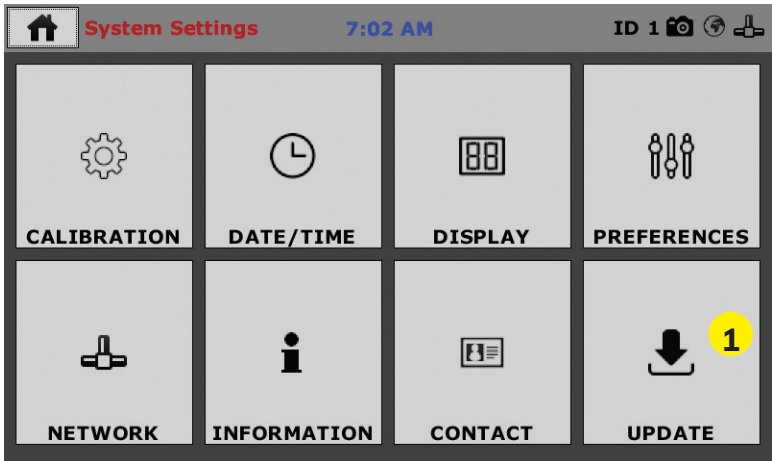 System Settings 7:02 AM ID 1
CALIBRATION DATE/TIME DISPLAY PREFERENCES
1
NETWORK INFORMATION CONTACT UPDATE